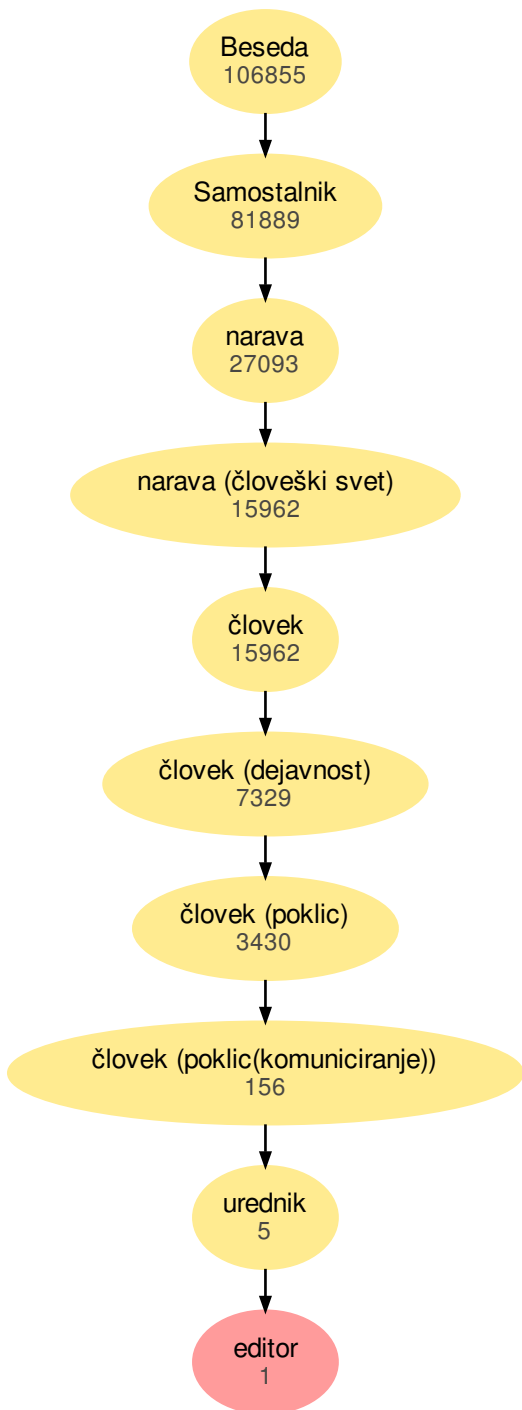 Beseda
106855
Samostalnik
81889
narava
27093
narava (človeški svet)
15962
človek
15962
človek (dejavnost)
7329
človek (poklic)
3430
človek (poklic(komuniciranje))
156
urednik
5
editor
1